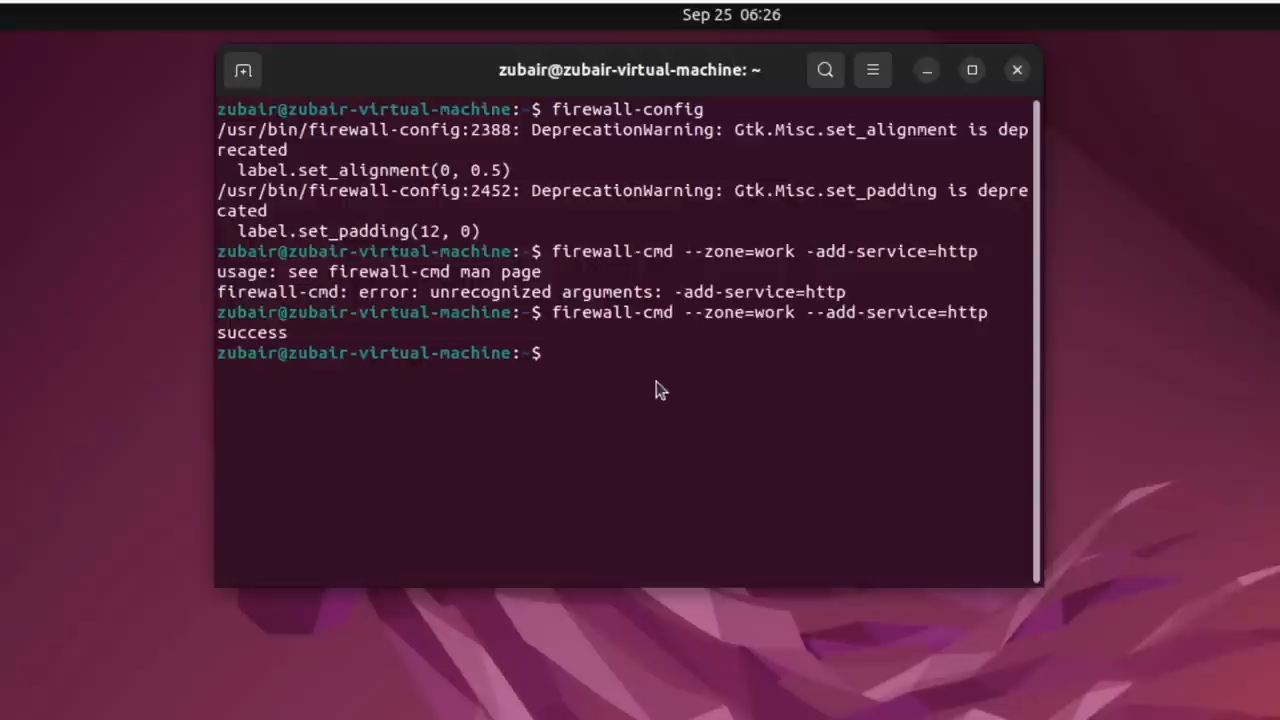 Sep 25 06:26
zubair@zubair-virtual-machine: ~
zubair@zubair-virtual-machine:~$ firewall-config
/usr/bin/firewall-config:2388: DeprecationWarning: Gtk.Misc.set_alignment is dep
recated
  label.set_alignment(0, 0.5)
/usr/bin/firewall-config:2452: DeprecationWarning: Gtk.Misc.set_padding is depre
cated
  label.set_padding(12, 0)
zubair@zubair-virtual-machine:~$ firewall-cmd --zone=work -add-service=http
usage: see firewall-cmd man page
firewall-cmd: error: unrecognized arguments: -add-service=http
zubair@zubair-virtual-machine:~$ firewall-cmd --zone=work --add-service=http
success
zubair@zubair-virtual-machine:~$